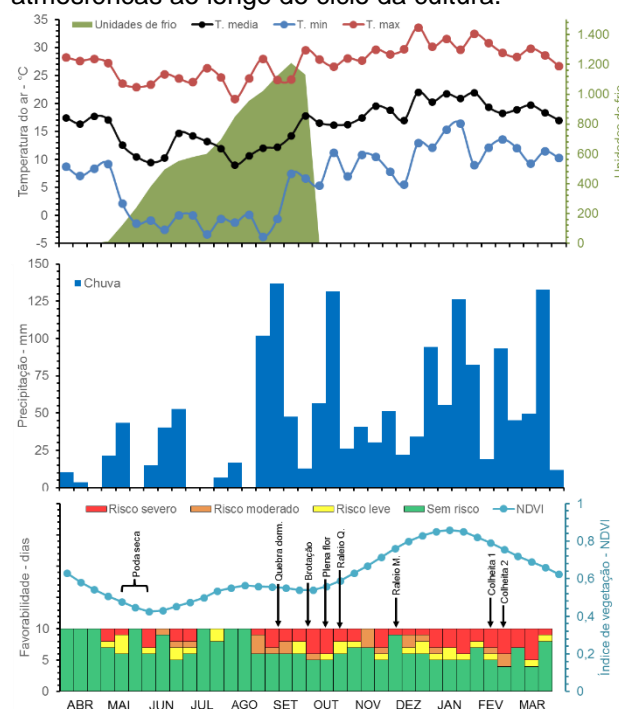 atmosféricas ao longo do ciclo da cultura.
Unidades de frio T. media T. min T. max
Temperatura do ar - °C
35
30
25
20
15
10
5
0
-5
1.400
1.200
1.000
800
600
400
200
0
Unidades de frio
Chuva
Precipitação - mm
150
125
100
75
50
25
0
Risco severo Risco moderado Risco leve Sem risco NDVI
Favorabilidade - dias
10
5
0
Poda seca
Quebra dorm.
Brotação
Plena flor
Raleio Q.
Raleio M.
Colheita 1
Colheita 2
1
0,8
0,6
0,4
0,2
0
Índice de vegetação - NDVI
ABR MAI JUN JUL AGO SET OUT NOV DEZ JAN FEV MAR